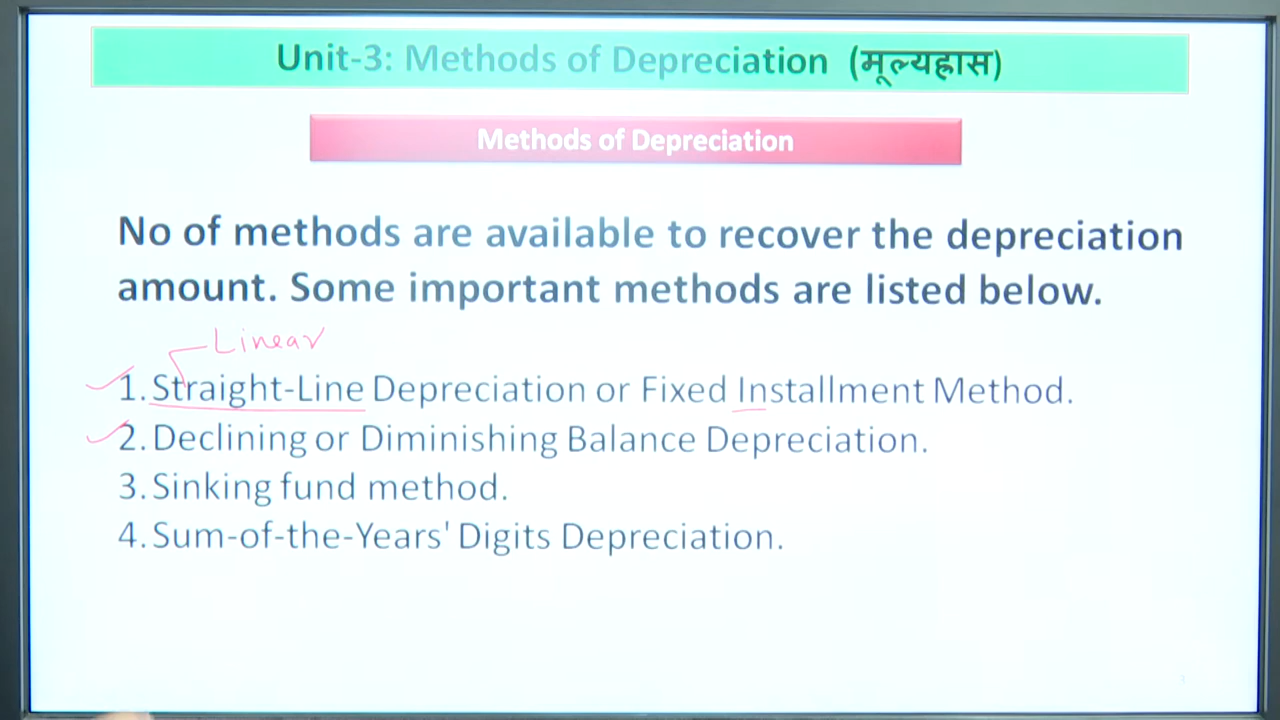 Unit-3: Methods of Depreciation (मूल्यह्रास)
Methods of Depreciation
No of methods are available to recover the depreciation
amount. Some important methods are listed below.
Linear
1. Straight-Line Depreciation or Fixed Installment Method.
2. Declining or Diminishing Balance Depreciation.
3. Sinking fund method.
4. Sum-of-the-Years' Digits Depreciation.